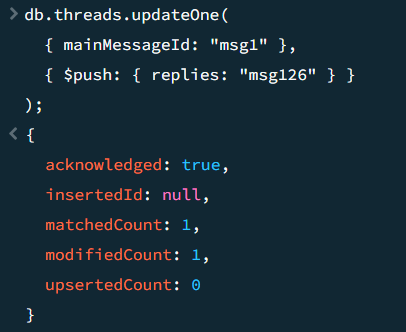 > db.threads.updateOne(
{ mainMessageId: "msg1" },
{ $push: { replies: "msg126" } }
);
< {
acknowledged: true,
insertedId: null,
matchedCount: 1,
modifiedCount: 1,
upsertedCount: 0
}